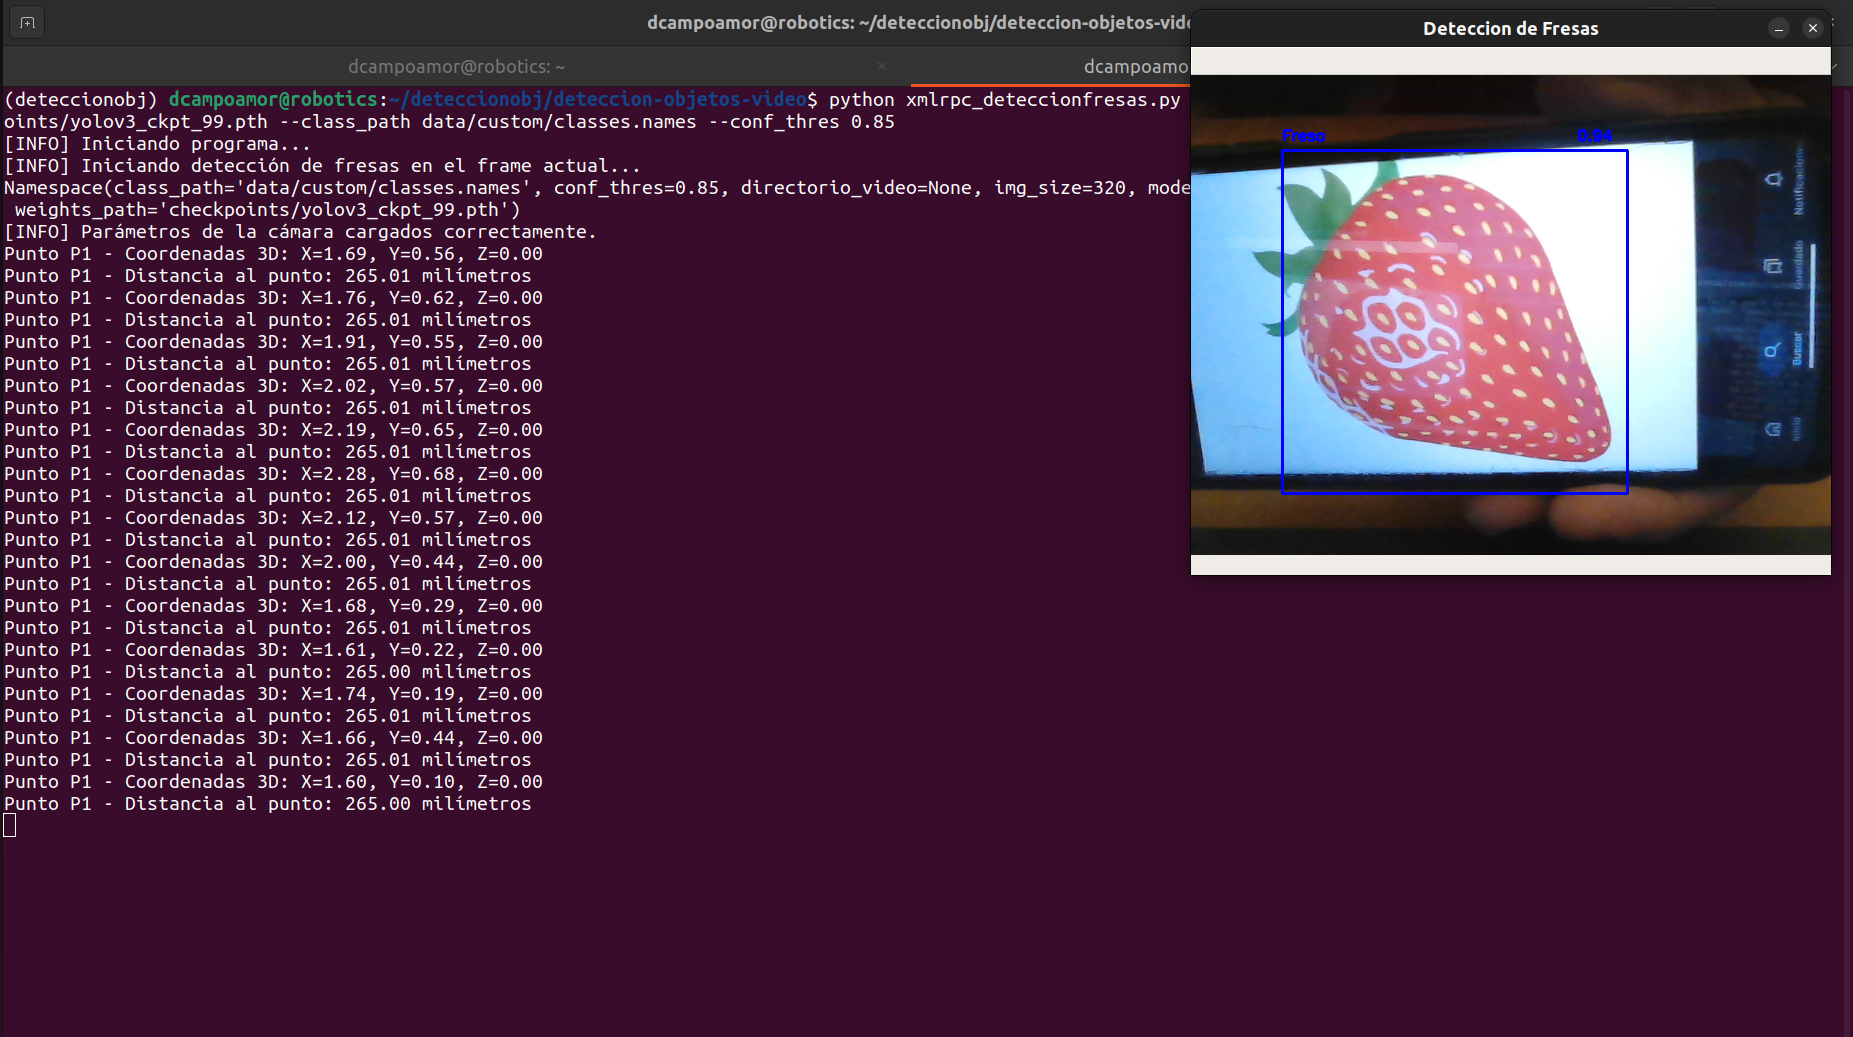 dcampoamor@robotics: ~/deteccionobj/deteccion-objetos-vide
dcampoamor@robotics: ~
dcampoamo
(deteccionobj) dcampoamor@robotics:~/deteccionobj/deteccion-objetos-video$ python xmlrpc_deteccionfresas.py
oints/yolov3_ckpt_99.pth --class_path data/custom/classes.names --conf_thres 0.85
[INFO] Iniciando programa...
[INFO] Iniciando detección de fresas en el frame actual...
Namespace(class_path='data/custom/classes.names', conf_thres=0.85, directorio_video=None, img_size=320, mode
weights_path='checkpoints/yolov3_ckpt_99.pth')
[INFO] Parámetros de la cámara cargados correctamente.
Punto P1 - Coordenadas 3D: X=1.69, Y=0.56, Z=0.00
Punto P1 - Distancia al punto: 265.01 milímetros
Punto P1 - Coordenadas 3D: X=1.76, Y=0.62, Z=0.00
Punto P1 - Distancia al punto: 265.01 milímetros
Punto P1 - Coordenadas 3D: X=1.91, Y=0.55, Z=0.00
Punto P1 - Distancia al punto: 265.01 milímetros
Punto P1 - Coordenadas 3D: X=2.02, Y=0.57, Z=0.00
Punto P1 - Distancia al punto: 265.01 milímetros
Punto P1 - Coordenadas 3D: X=2.19, Y=0.65, Z=0.00
Punto P1 - Distancia al punto: 265.01 milímetros
Punto P1 - Coordenadas 3D: X=2.28, Y=0.68, Z=0.00
Punto P1 - Distancia al punto: 265.01 milímetros
Punto P1 - Coordenadas 3D: X=2.12, Y=0.57, Z=0.00
Punto P1 - Distancia al punto: 265.01 milímetros
Punto P1 - Coordenadas 3D: X=2.00, Y=0.44, Z=0.00
Punto P1 - Distancia al punto: 265.01 milímetros
Punto P1 - Coordenadas 3D: X=1.68, Y=0.29, Z=0.00
Punto P1 - Distancia al punto: 265.01 milímetros
Punto P1 - Coordenadas 3D: X=1.61, Y=0.22, Z=0.00
Punto P1 - Distancia al punto: 265.00 milímetros
Punto P1 - Coordenadas 3D: X=1.74, Y=0.19, Z=0.00
Punto P1 - Distancia al punto: 265.01 milímetros
Punto P1 - Coordenadas 3D: X=1.66, Y=0.44, Z=0.00
Punto P1 - Distancia al punto: 265.01 milímetros
Punto P1 - Coordenadas 3D: X=1.60, Y=0.10, Z=0.00
Punto P1 - Distancia al punto: 265.00 milímetros
Deteccion de Fresas
Fresa
Notificacione
Guardado
Buscar
Inicio